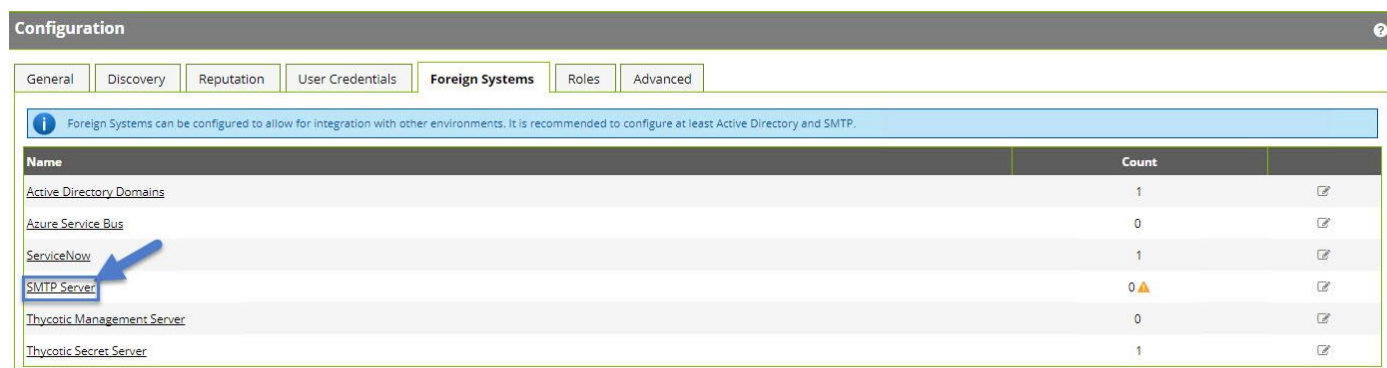 Configuration
General Discovery Reputation User Credentials Foreign Systems Roles Advanced
Foreign Systems can be configured to allow for integration with other environments. It is recommended to configure at least Active Directory and SMTP.
Name Count
Active Directory Domains 1
Azure Service Bus 0
ServiceNow 1
SMTP Server 0
Thycotic Management Server 0
Thycotic Secret Server 1